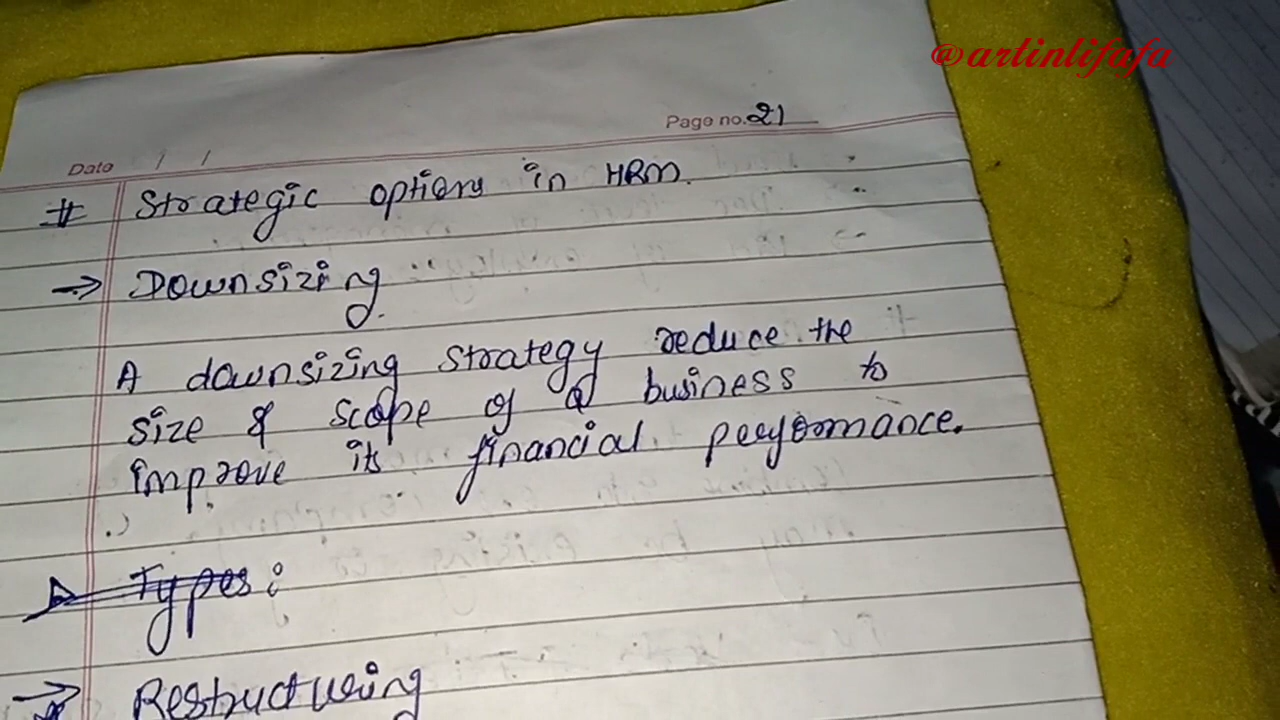 @artinlifafa
Page no. 21
Date / /
# Strategic options in HRM.
→ Downsizing.
A downsizing strategy reduce the
size & scope of a business to
improve its financial performance.
Types:
→ Restructuring